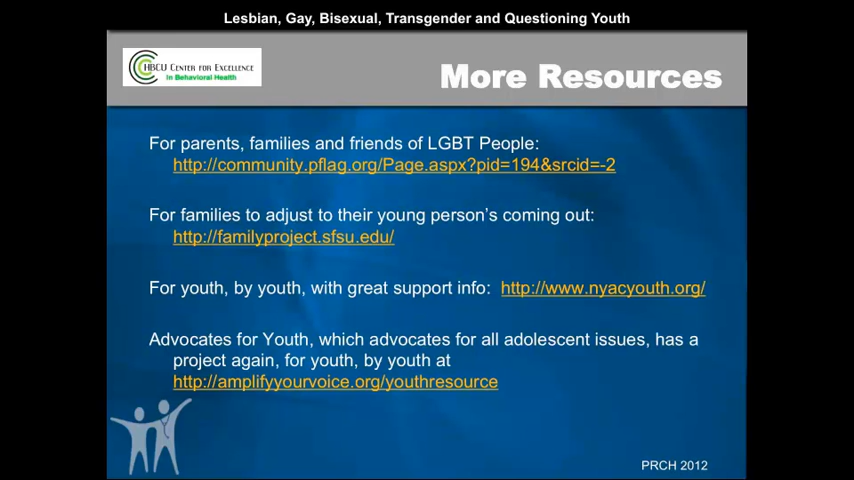 Lesbian, Gay, Bisexual, Transgender and Questioning Youth
HBCU CENTER FOR EXCELLENCE
In Behavioral Health
More Resources
For parents, families and friends of LGBT People:
http://community.pflag.org/Page.aspx?pid=194&srcid=-2
For families to adjust to their young person's coming out:
http://familyproject.sfsu.edu/
For youth, by youth, with great support info: http://www.nyacyouth.org/
Advocates for Youth, which advocates for all adolescent issues, has a
project again, for youth, by youth at
http://amplifyyourvoice.org/youthresource
PRCH 2012